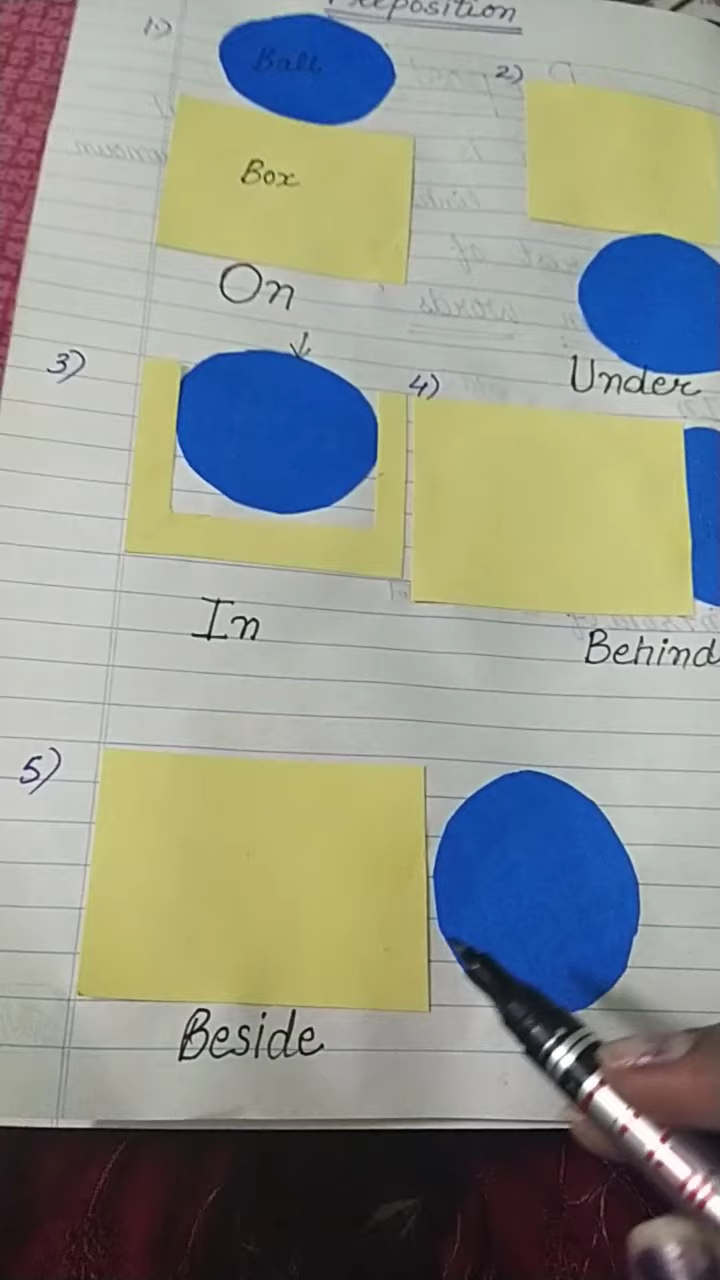 Preposition
1)
Ball
Box
On
2)
Under
3)
In
4)
Behind
5)
Beside